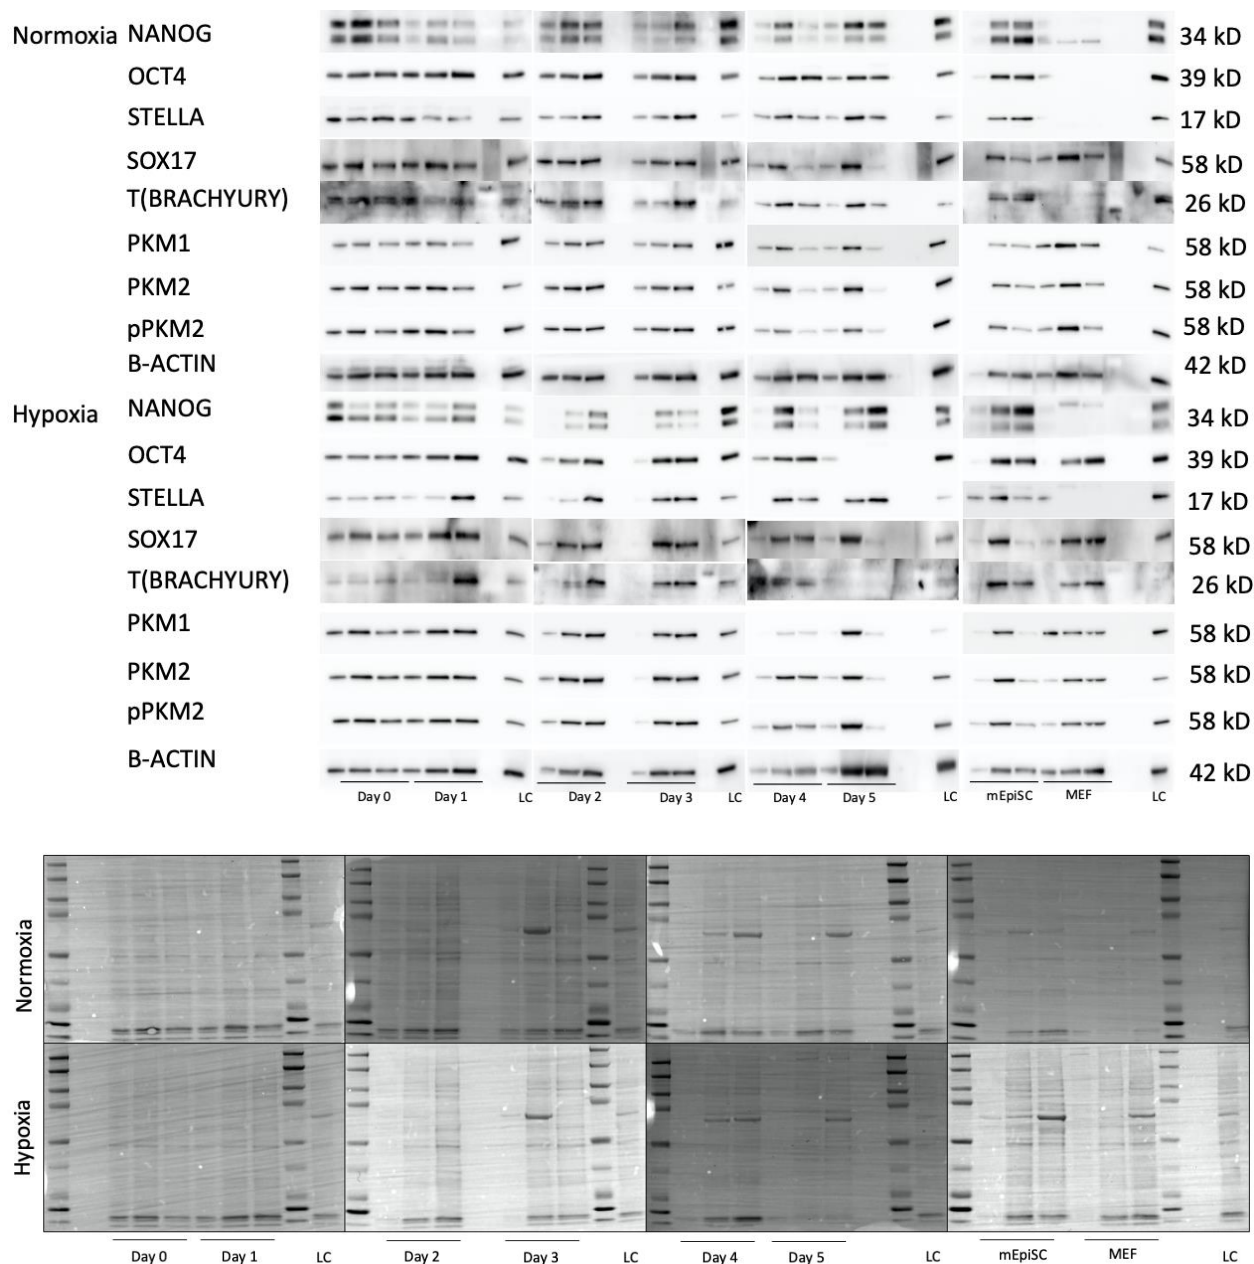 Normoxia NANOG 34 kD
OCT4 39 kD
STELLA 17 kD
SOX17 58 kD
T(BRACHYURY) 26 kD
PKM1 58 kD
PKM2 58 kD
pPKM2 58 kD
B-ACTIN 42 kD
Hypoxia NANOG 34 kD
OCT4 39 kD
STELLA 17 kD
SOX17 58 kD
T(BRACHYURY) 26 kD
PKM1 58 kD
PKM2 58 kD
pPKM2 58 kD
B-ACTIN 42 kD
Day 0 Day 1 LC Day 2 Day 3 LC Day 4 Day 5 LC mEpiSC MEF LC
Normoxia
Hypoxia
Day 0 Day 1 LC Day 2 Day 3 LC Day 4 Day 5 LC mEpiSC MEF LC